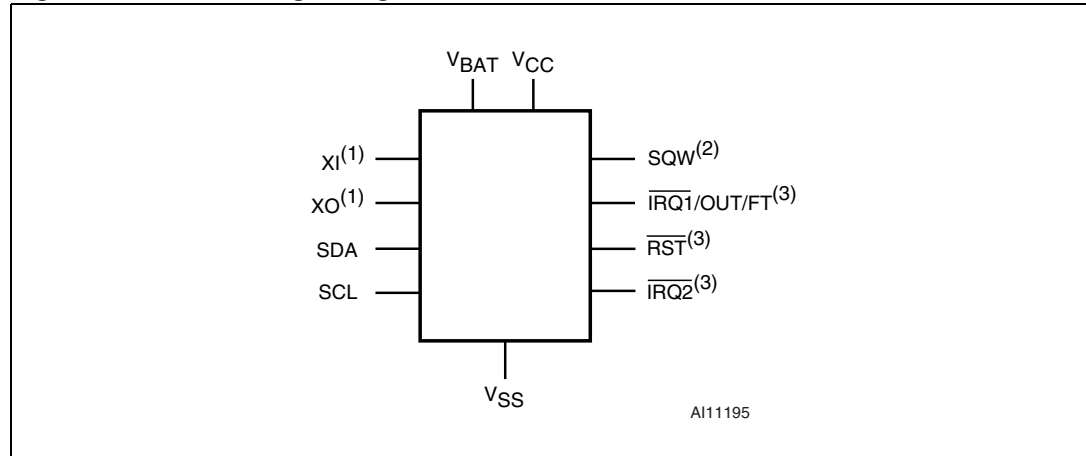 VBAT VCC
XI(1)
XO(1)
SDA
SCL
SQW(2)
IRQ1/OUT/FT(3)
RST(3)
IRQ2(3)
VSS
AI11195